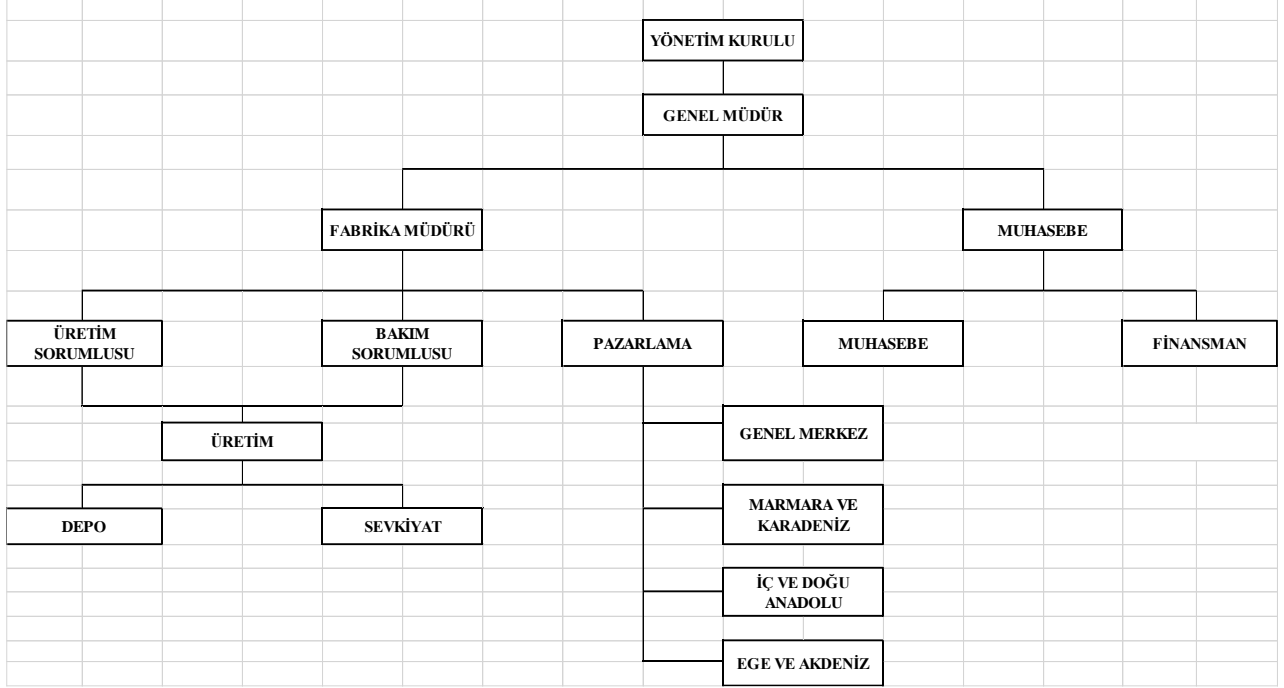 YÖNETİM KURULU
GENEL MÜDÜR
FABRİKA MÜDÜRÜ
MUHASEBE
ÜRETİM
SORUMLUSU
BAKIM
SORUMLUSU
PAZARLAMA
MUHASEBE
FİNANSMAN
ÜRETİM
GENEL MERKEZ
DEPO
SEVKİYAT
MARMARA VE
KARADENİZ
İÇ VE DOĞU
ANADOLU
EGE VE AKDENİZ